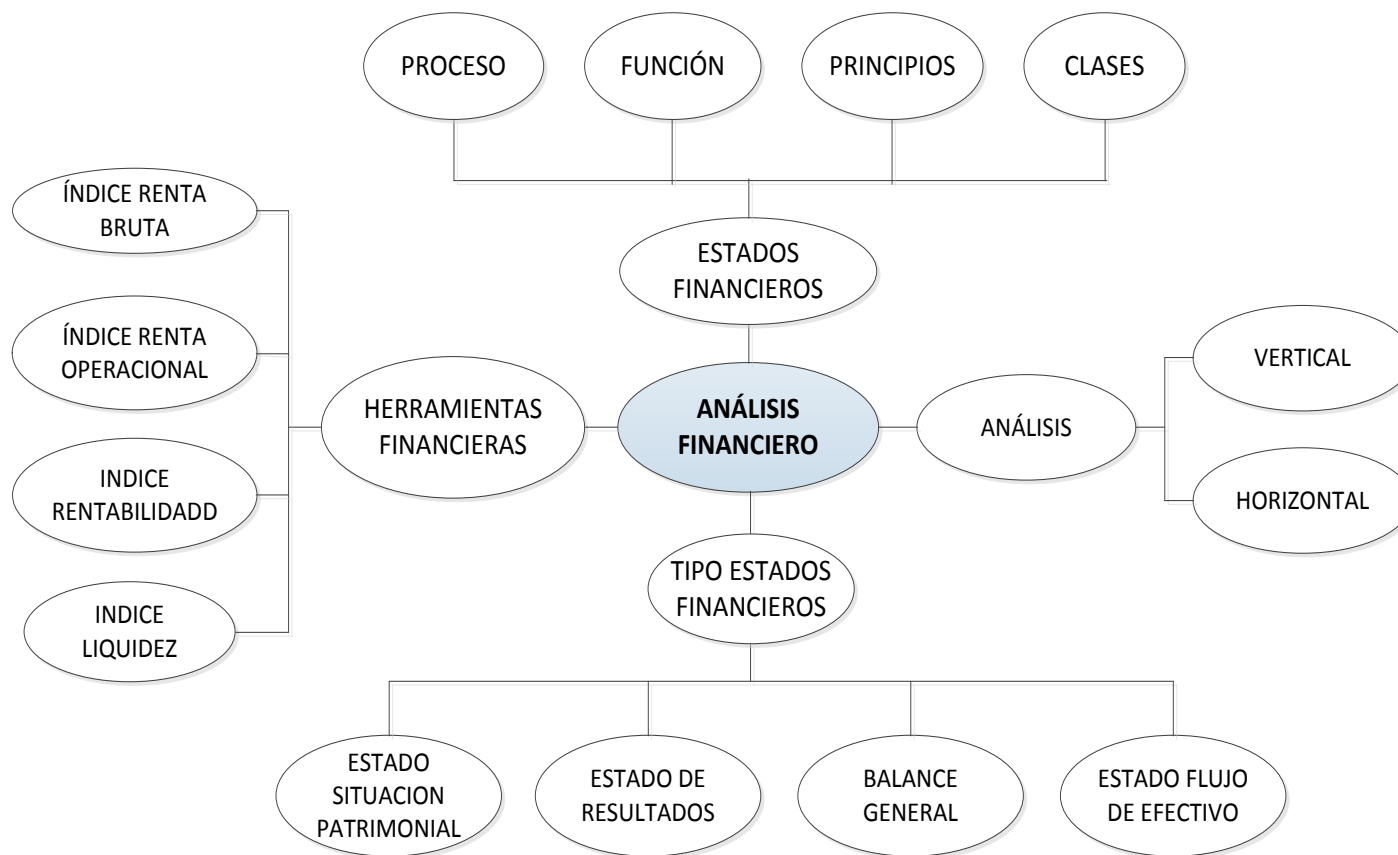 PROCESO
FUNCIÓN
PRINCIPIOS
CLASES
ÍNDICE RENTA
BRUTA
ESTADOS
FINANCIEROS
ÍNDICE RENTA
OPERACIONAL
VERTICAL
HERRAMIENTAS
FINANCIERAS
ANÁLISIS
FINANCIERO
ANÁLISIS
INDICE
RENTABILIDADD
HORIZONTAL
TIPO ESTADOS
FINANCIEROS
INDICE
LIQUIDEZ
ESTADO
SITUACION
PATRIMONIAL
ESTADO DE
RESULTADOS
BALANCE
GENERAL
ESTADO FLUJO
DE EFECTIVO